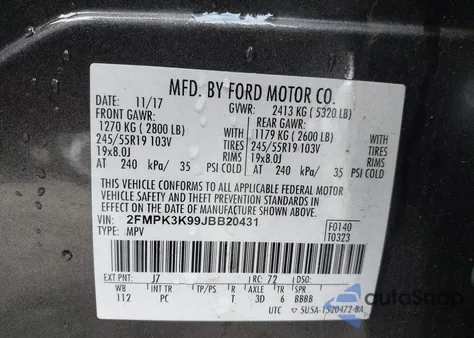 MFD. BY FORD MOTOR CO.
DATE: 11/17 GVWR: 2413 KG ( 5320 LB)
FRONT GAWR: REAR GAWR:
1270 KG ( 2800 LB) WITH 1179 KG ( 2600 LB) WITH
245/55R19 103V TIRES 245/55R19 103V TIRES
19x8.0J RIMS 19x8.0J RIMS
AT 240 kPa/ 35 PSI COLD AT 240 kPa/ 35 PSI COLD
THIS VEHICLE CONFORMS TO ALL APPLICABLE FEDERAL MOTOR
VEHICLE SAFETY AND THEFT PREVENTION STANDARDS IN
EFFECT ON THE DATE OF MANUFACTURE SHOWN ABOVE.
VIN: 2FMPK3K99JBB20431 F0140
TYPE: MPV T0323
EXT PNT: J7 RC: 72 DSO:
WB INT TR TP/PS R T
112 PC T 3D 6 BBBB
UTC SUSA-1520472-BA
autoSnap